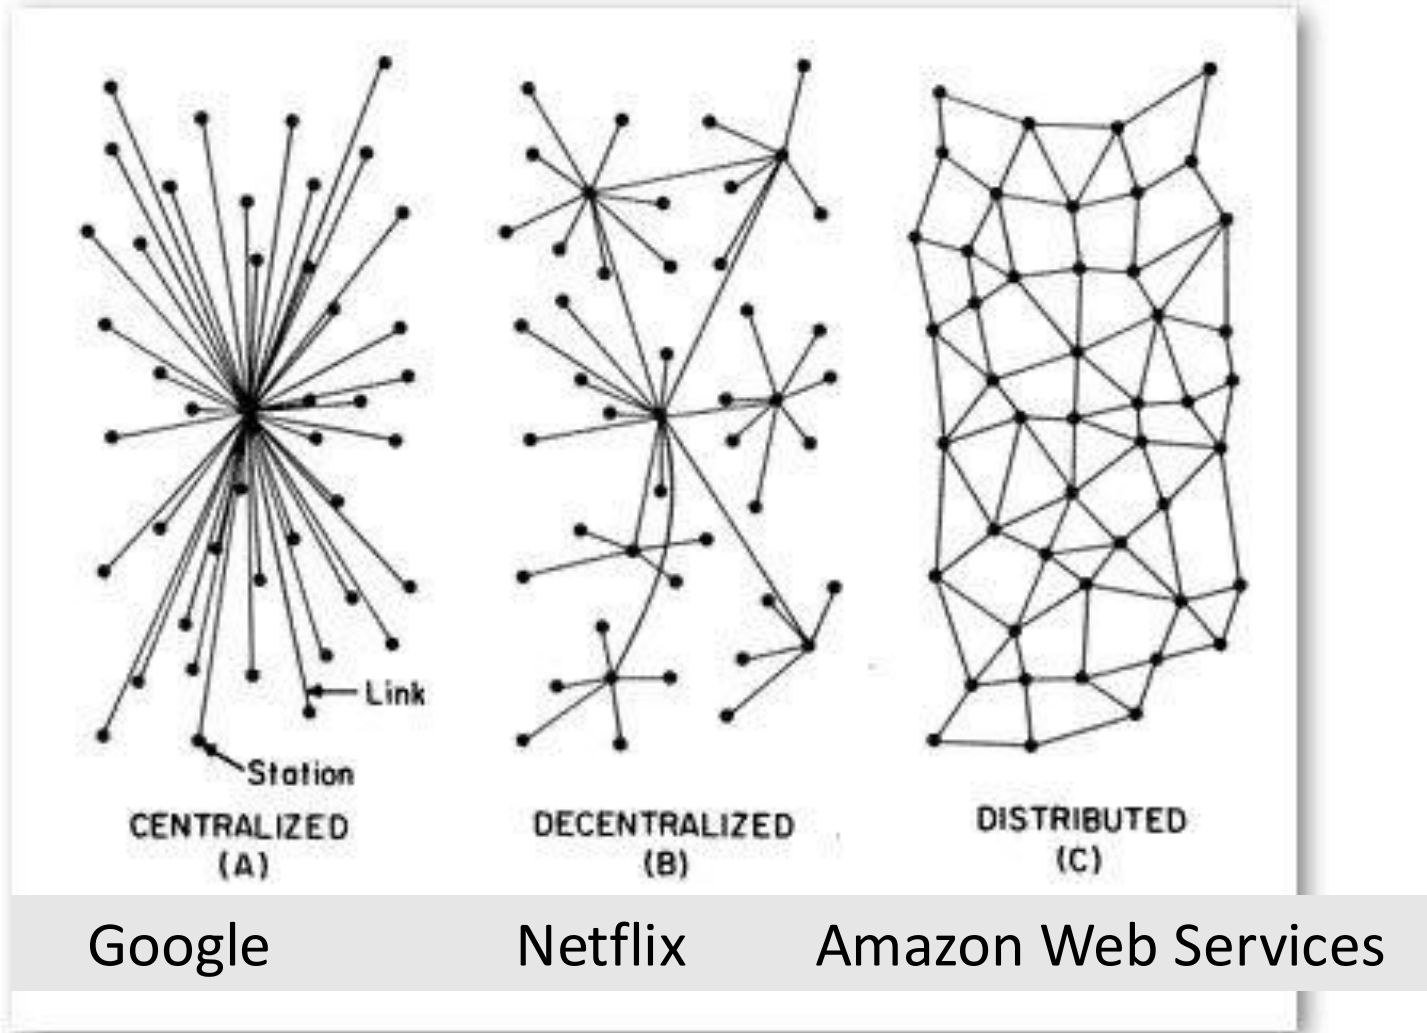 Link
Station
CENTRALIZED
(A)
DECENTRALIZED
(B)
DISTRIBUTED
(C)
Google
Netflix
Amazon Web Services